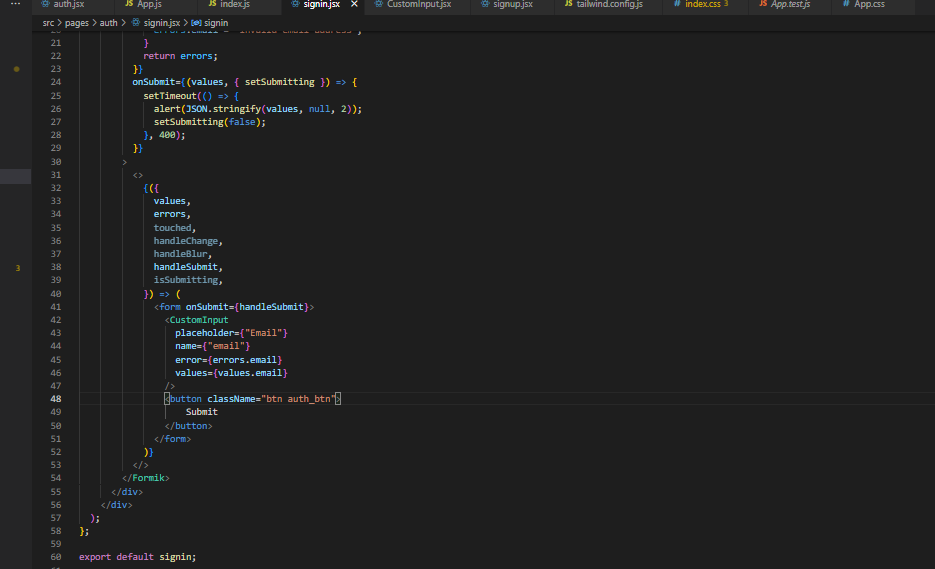 ··· auth.jsx JS App.js JS index.js signin.jsx × CustomInput.jsx signup.jsx JS tailwind.config.js # index.css 3 JS App.test.js # App.css
src > pages > auth > signin.jsx > signin
20 errors.email = "Invalid email address";
21 }
22 return errors;
23 }}
24 onSubmit={(values, { setSubmitting }) => {
25 setTimeout(() => {
26 alert(JSON.stringify(values, null, 2));
27 setSubmitting(false);
28 }, 400);
29 }}
30 >
31 <>
32 {({
33 values,
34 errors,
35 touched,
36 handleChange,
37 handleBlur,
3
38 handleSubmit,
39 isSubmitting,
40 }) => (
41 <form onSubmit={handleSubmit}>
42 <CustomInput
43 placeholder={"Email"}
44 name={"email"}
45 error={errors.email}
46 values={values.email}
47 />
48 <button className="btn auth_btn">
49 Submit
50 </button>
51 </form>
52 )}
53 </>
54 </Formik>
55 </div>
56 </div>
57 );
58 };
59
60 export default signin;